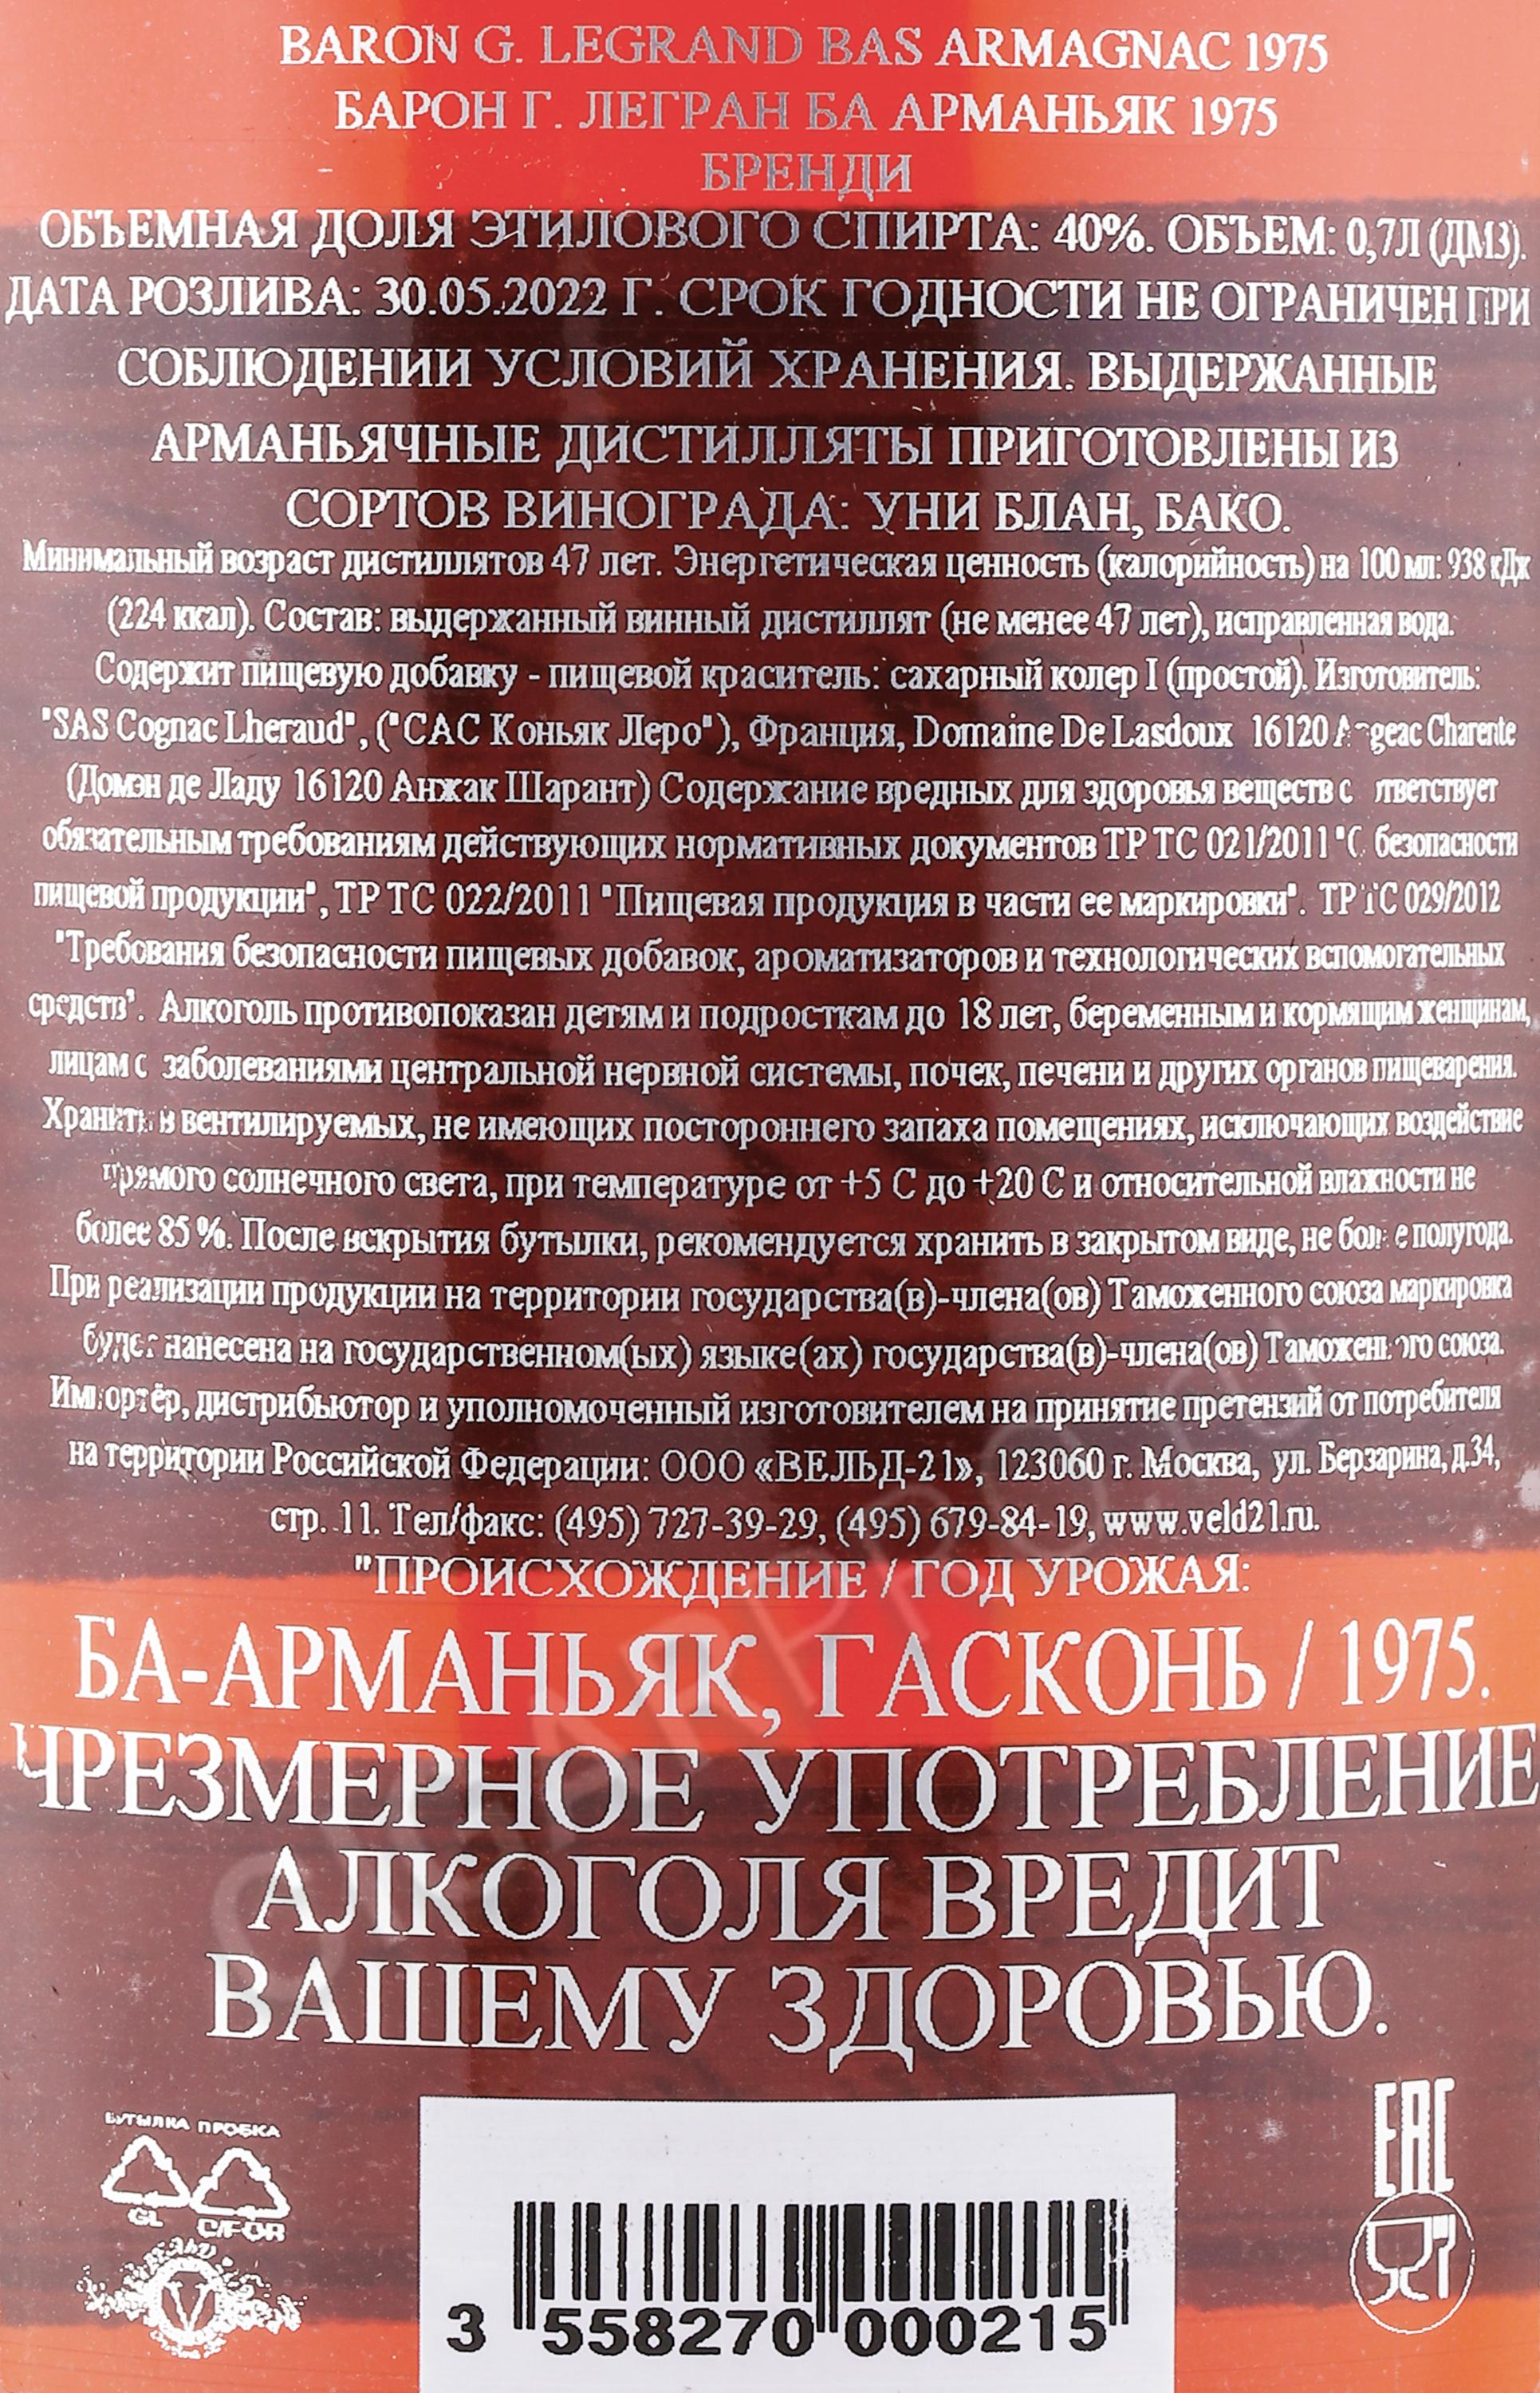 BARON G. LEGRAND BAS ARMAGNAC 1975
БАРОН Г. ЛЕГРАН БА АРМАНЬЯК 1975
БРЕНДИ
ОБЪЕМНАЯ ДОЛЯ ЭТИЛОВОГО СПИРТА: 40%. ОБЪЕМ: 0,7Л (ДМЗ).
ДАТА РОЗЛИВА: 30.05.2022 Г. СРОК ГОДНОСТИ НЕ ОГРАНИЧЕН ПРИ
СОБЛЮДЕНИИ УСЛОВИЙ ХРАНЕНИЯ. ВЫДЕРЖАННЫЕ
АРМАНЬЯЧНЫЕ ДИСТИЛЛЯТЫ ПРИГОТОВЛЕНЫ ИЗ
СОРТОВ ВИНОГРАДА: УНИ БЛАН, БАКО.
Минимальный возраст дистиллятов 47 лет. Энергетическая ценность (калорийность) на 100 мл: 938 кДж
(224 ккал). Состав: выдержанный винный дистиллят (не менее 47 лет), исправленная вода.
Содержит пищевую добавку - пищевой краситель: сахарный колер I (простой). Изготовитель:
"SAS Cognac Lheraud", ("САС Коньяк Леро"), Франция, Domaine De Lasdoux 16120 Angeac Charente
(Домэн де Ладу 16120 Анжак Шарант) Содержание вредных для здоровья веществ соответствует
обязательным требованиям действующих нормативных документов ТР ТС 021/2011 "О безопасности
пищевой продукции", ТР ТС 022/2011 "Пищевая продукция в части ее маркировки". ТР ТС 029/2012
"Требования безопасности пищевых добавок, ароматизаторов и технологических вспомогательных
средств". Алкоголь противопоказан детям и подросткам до 18 лет, беременным и кормящим женщинам,
лицам с заболеваниями центральной нервной системы, почек, печени и других органов пищеварения.
Хранить в вентилируемых, не имеющих постороннего запаха помещениях, исключающих воздействие
прямого солнечного света, при температуре от +5 С до +20 С и относительной влажности не
более 85 %. После вскрытия бутылки, рекомендуется хранить в закрытом виде, не более полугода.
При реализации продукции на территории государства(в)-члена(ов) Таможенного союза маркировка
будет нанесена на государственном(ых) языке(ах) государства(в)-члена(ов) Таможенного союза.
Импортёр, дистрибьютор и уполномоченный изготовителем на принятие претензий от потребителя
на территории Российской Федерации: ООО «ВЕЛЬД-21», 123060 г. Москва, ул. Берзарина, д.34,
стр. 11. Тел/факс: (495) 727-39-29, (495) 679-84-19, www.veld21.ru.
"ПРОИСХОЖДЕНИЕ / ГОД УРОЖАЯ:
БА-АРМАНЬЯК, ГАСКОНЬ / 1975.
ЧРЕЗМЕРНОЕ УПОТРЕБЛЕНИЕ
АЛКОГОЛЯ ВРЕДИТ
ВАШЕМУ ЗДОРОВЬЮ.
БУТЫЛКА ПРОБКА
GL C/FOR
V
EAC
3 558270 000215